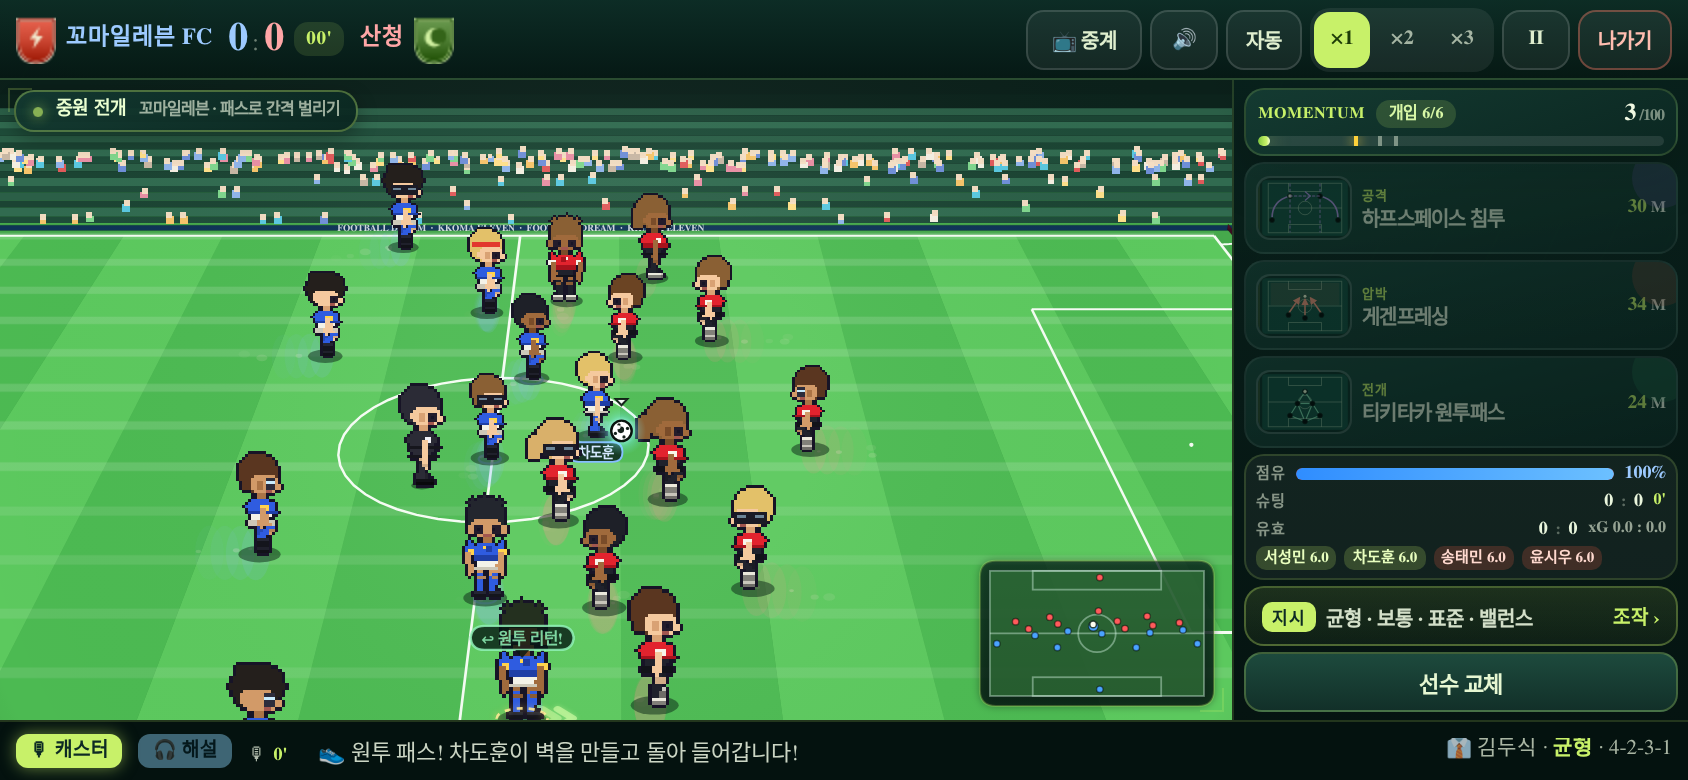 꼬마일레븐 FC 0 : 0 00' 산청
📺 중계 🔊 자동 ×1 ×2 ×3 II 나가기
중원 전개 꼬마일레븐 · 패스로 간격 벌리기
FOOTBALL
KKOMA
ELEVEN
차도훈
↩ 원투 리턴!
MOMENTUM 개입 6/6 3 /100
공격
하프스페이스 침투 30 M
압박
게겐프레싱 34 M
전개
티키타카 원투패스 24 M
점유 100%
슈팅 0 : 0 0'
유효 0 : 0 xG 0.0 : 0.0
서성민 6.0 차도훈 6.0 송태민 6.0 윤시우 6.0
지시 균형 · 보통 · 표준 · 밸런스 조작 ›
선수 교체
🎙 캐스터 🎧 해설 🎙 0' 👟 원투 패스! 차도훈이 벽을 만들고 돌아 들어갑니다!
👔 김두식 · 균형 · 4-2-3-1